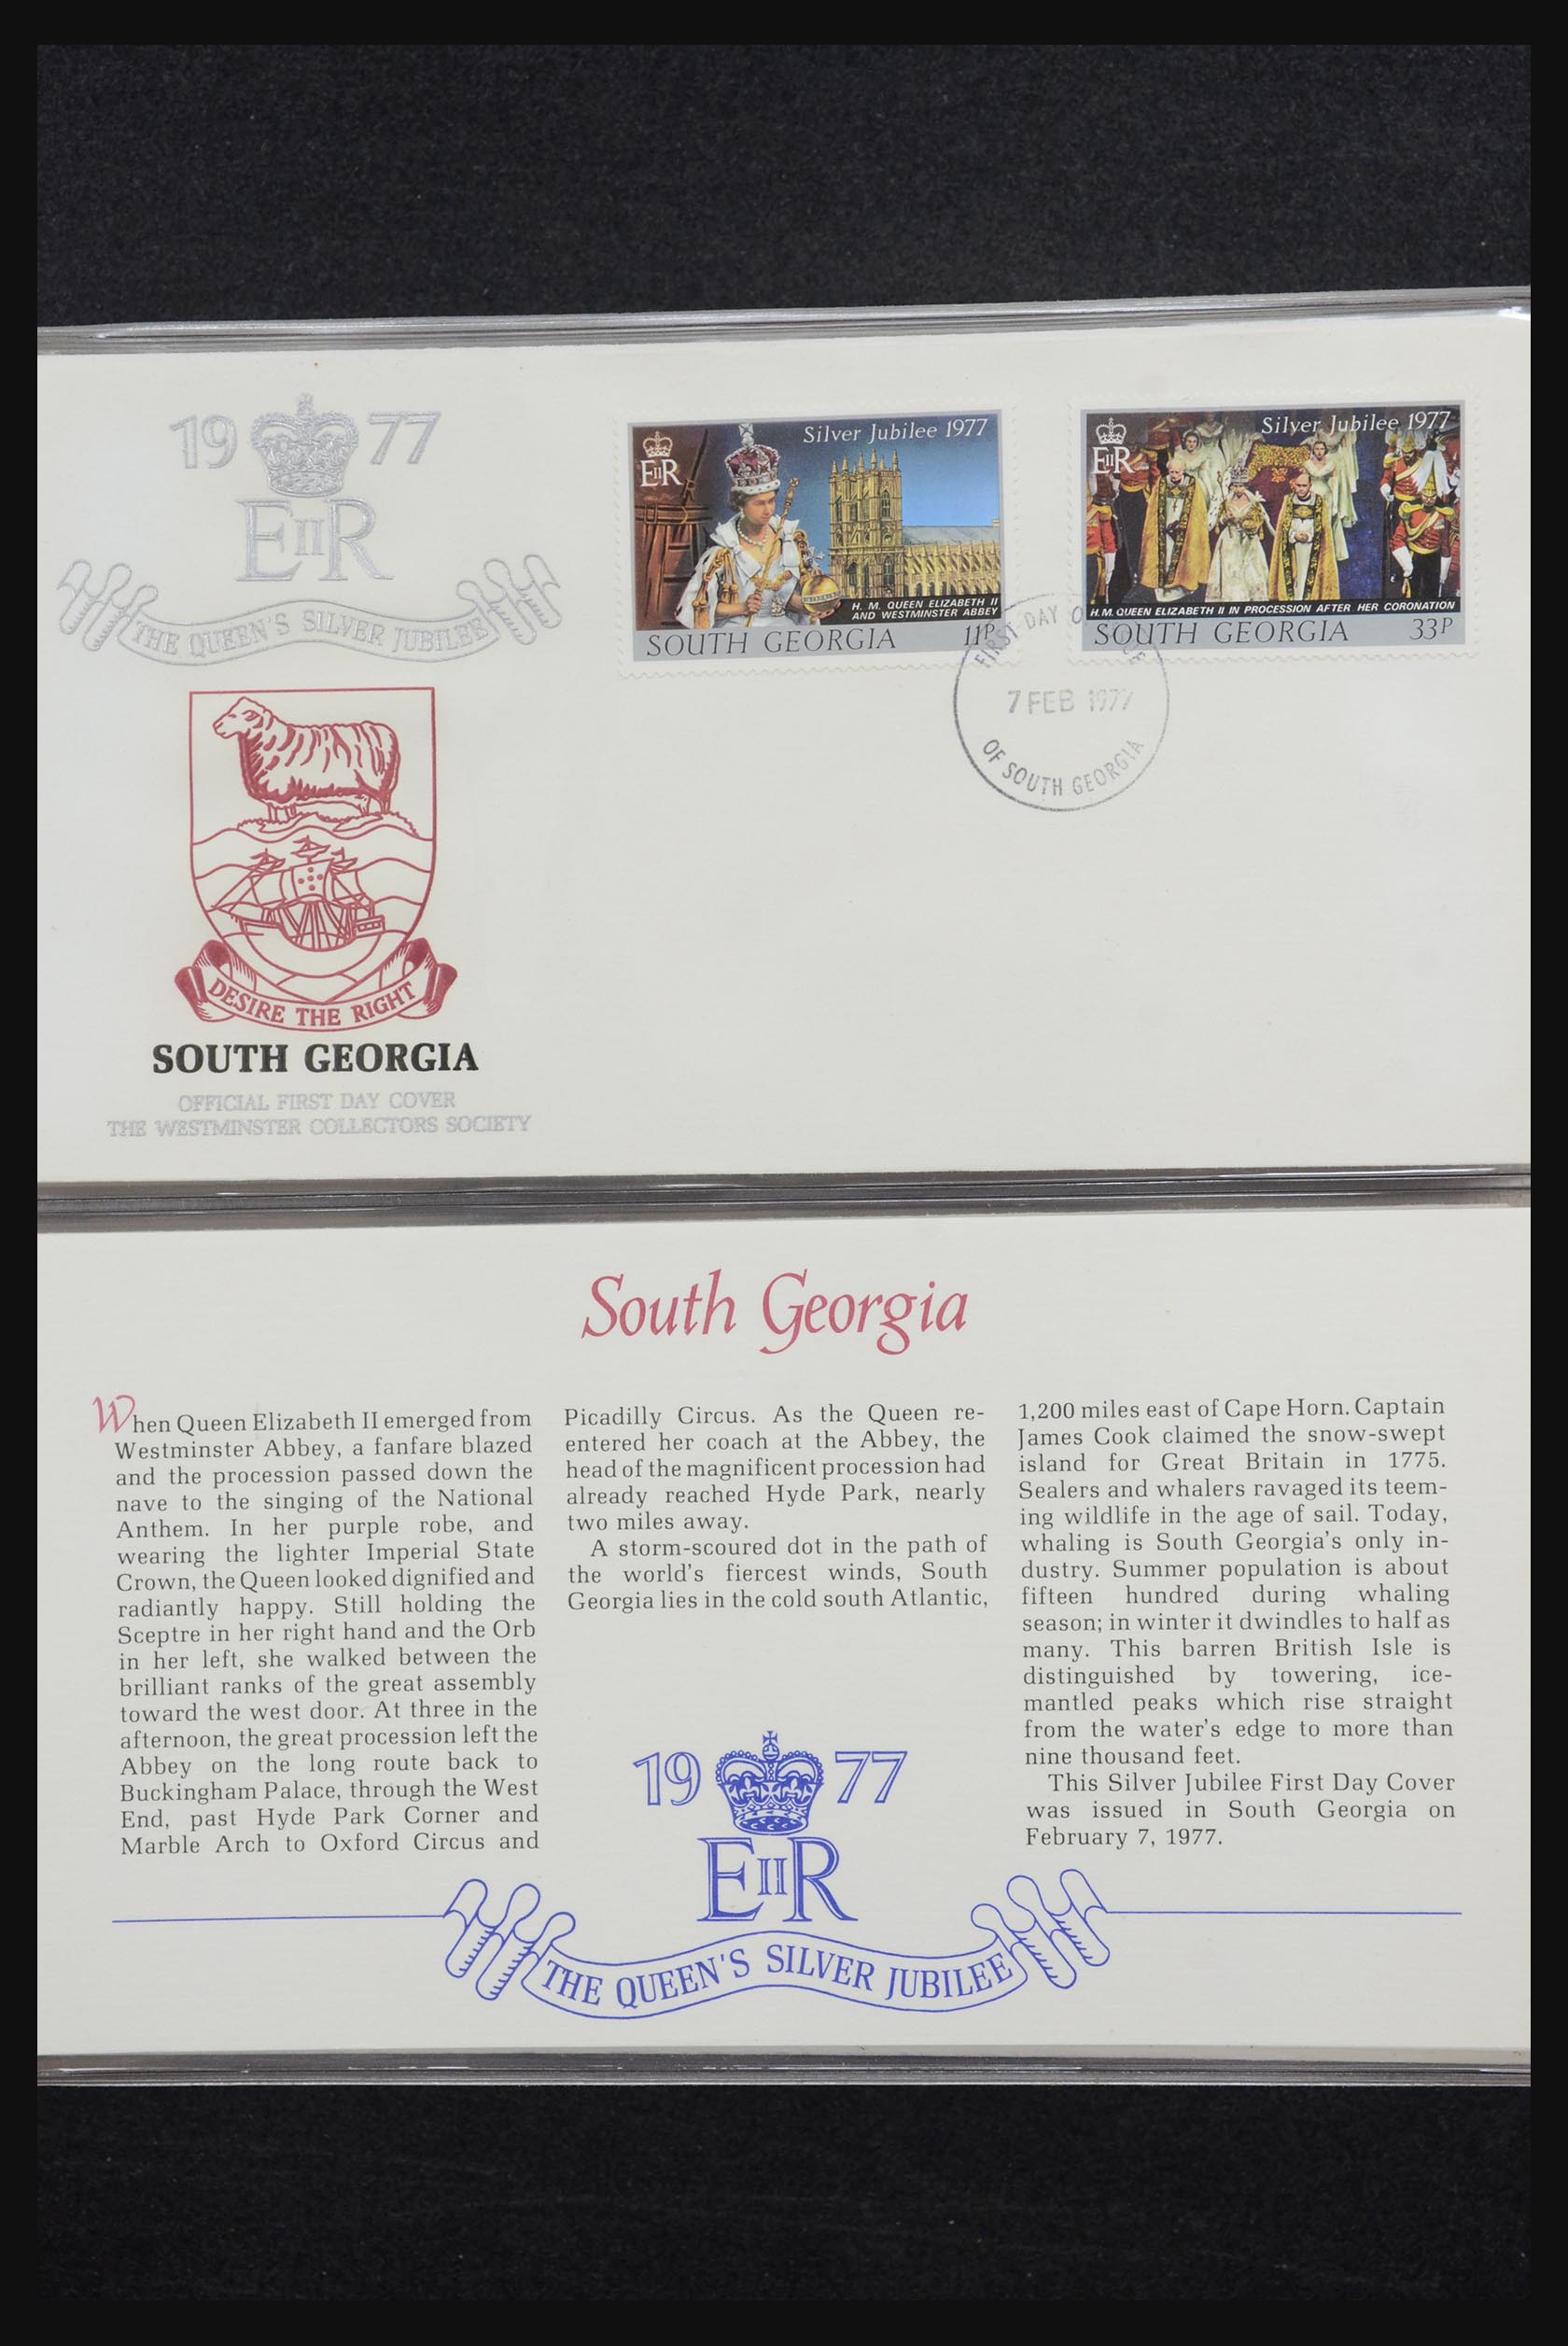 19 77
EIIR
THE QUEEN'S SILVER JUBILEE
DESIRE THE RIGHT
SOUTH GEORGIA
OFFICIAL FIRST DAY COVER
THE WESTMINSTER COLLECTORS SOCIETY
Silver Jubilee 1977
EIIR
H. M. QUEEN ELIZABETH II
AND WESTMINSTER ABBEY
SOUTH GEORGIA 11P
Silver Jubilee 1977
EIIR
H.M. QUEEN ELIZABETH II IN PROCESSION AFTER HER CORONATION
SOUTH GEORGIA 33P
FIRST DAY
7 FEB 1977
OF SOUTH GEORGIA
South Georgia
When Queen Elizabeth II emerged from
Westminster Abbey, a fanfare blazed
and the procession passed down the
nave to the singing of the National
Anthem. In her purple robe, and
wearing the lighter Imperial State
Crown, the Queen looked dignified and
radiantly happy. Still holding the
Sceptre in her right hand and the Orb
in her left, she walked between the
brilliant ranks of the great assembly
toward the west door. At three in the
afternoon, the great procession left the
Abbey on the long route back to
Buckingham Palace, through the West
End, past Hyde Park Corner and
Marble Arch to Oxford Circus and
Picadilly Circus. As the Queen re-
entered her coach at the Abbey, the
head of the magnificent procession had
already reached Hyde Park, nearly
two miles away.
A storm-scoured dot in the path of
the world's fiercest winds, South
Georgia lies in the cold south Atlantic,
1,200 miles east of Cape Horn. Captain
James Cook claimed the snow-swept
island for Great Britain in 1775.
Sealers and whalers ravaged its teem-
ing wildlife in the age of sail. Today,
whaling is South Georgia's only in-
dustry. Summer population is about
fifteen hundred during whaling
season; in winter it dwindles to half as
many. This barren British Isle is
distinguished by towering, ice-
mantled peaks which rise straight
from the water's edge to more than
nine thousand feet.
This Silver Jubilee First Day Cover
was issued in South Georgia on
February 7, 1977.
19 77
EIIR
THE QUEEN'S SILVER JUBILEE